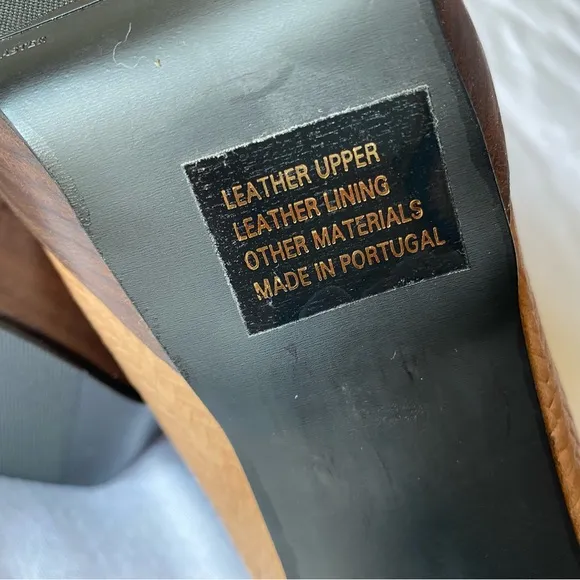 LEATHER UPPER
LEATHER LINING
OTHER MATERIALS
MADE IN PORTUGAL